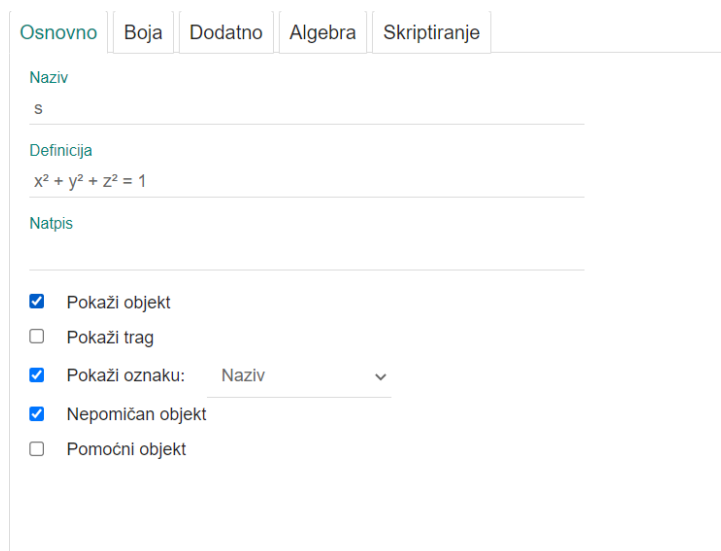 Osnovno Boja Dodatno Algebra Skriptiranje
Naziv
s
Definicija
x² + y² + z² = 1
Natpis
Pokaži objekt
Pokaži trag
Pokaži oznaku: Naziv
Nepomičan objekt
Pomoćni objekt